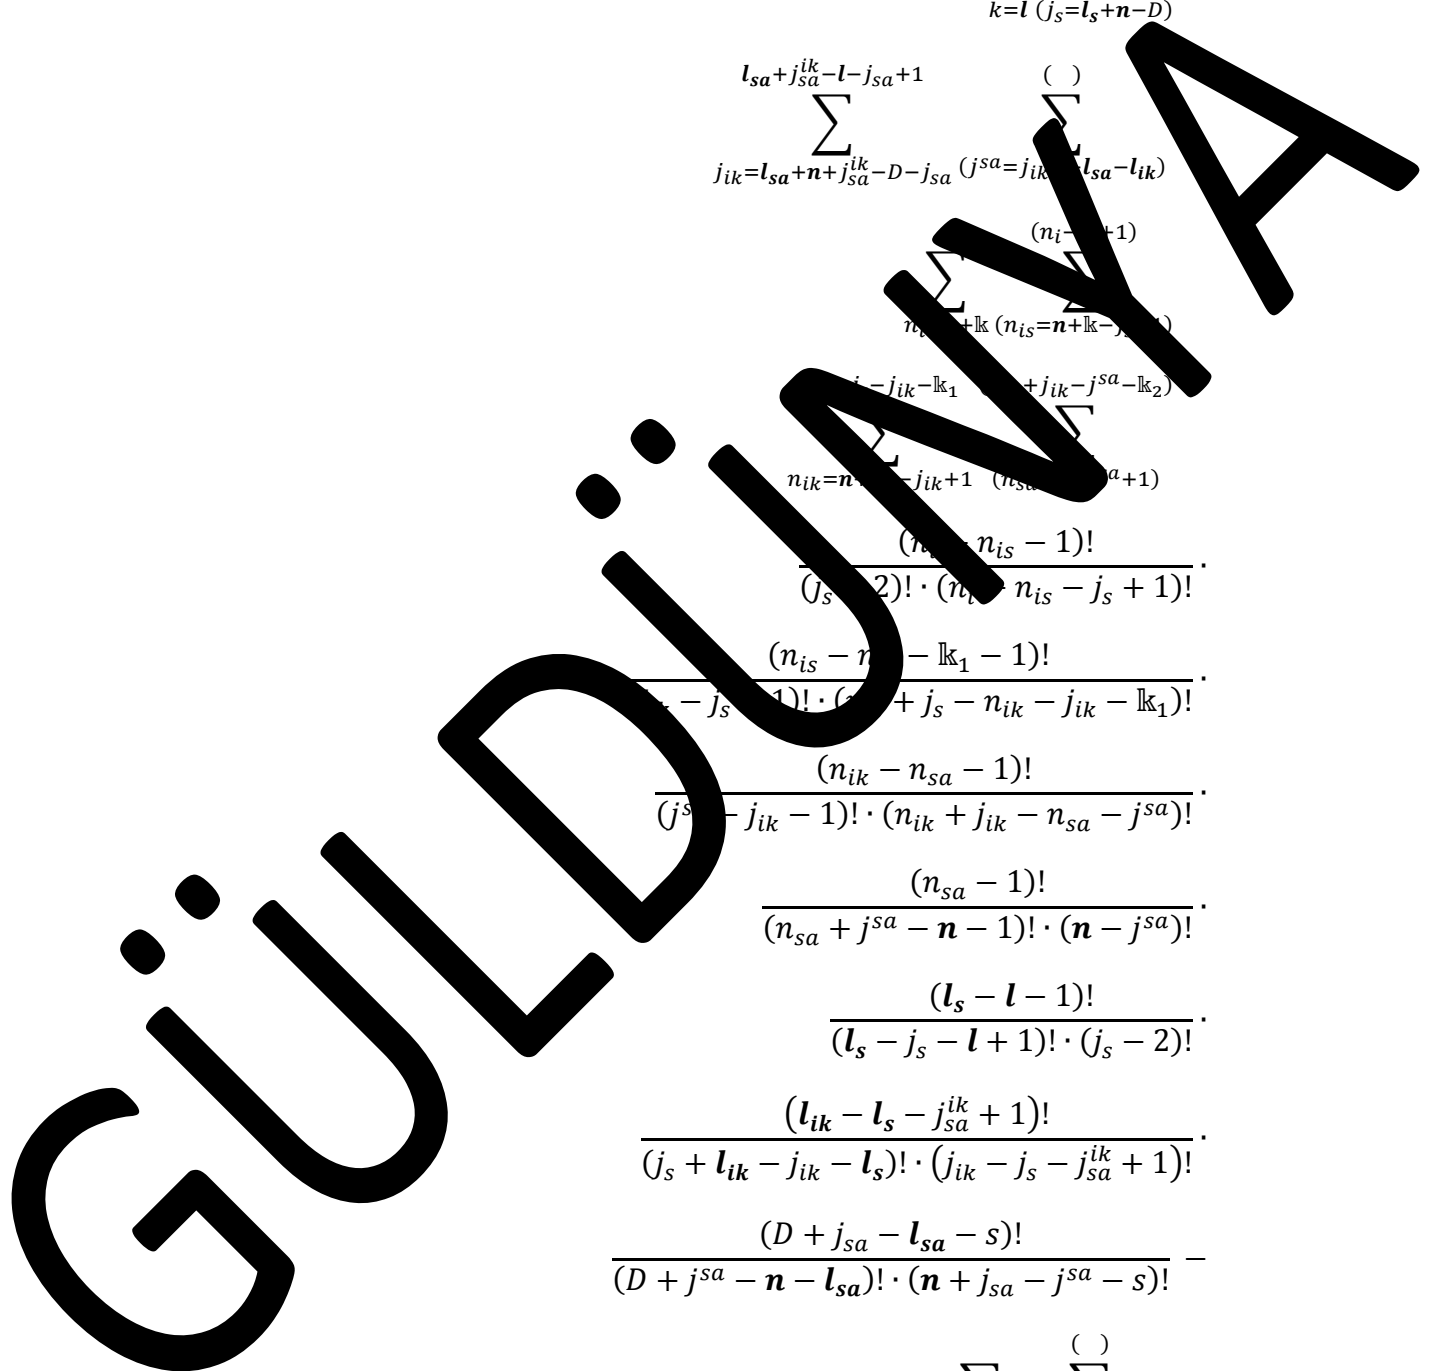 k=l (j_s=l_s+n−D)
l_sa+j_sa^ik−l−j_sa+1 ( )
∑ ∑
j_ik=l_sa+n+j_sa^ik−D−j_sa (j^sa=j_ik l_sa−l_ik)
(n_i− +1)
∑ ∑
+𝕜 (n_is=n+𝕜−
−j_ik−𝕜_1 +j_ik−j^sa−𝕜_2)
∑ ∑
n_ik=n −j_ik+1 (n_sa +1)
( n_is − 1)!
(j_s 2)! · (n_i − n_is − j_s + 1)! ·
(n_is − − 𝕜_1 − 1)!
− j_s 1)! · ( + j_s − n_ik − j_ik − 𝕜_1)! ·
(n_ik − n_sa − 1)!
(j^sa − j_ik − 1)! · (n_ik + j_ik − n_sa − j^sa)! ·
(n_sa − 1)!
(n_sa + j^sa − n − 1)! · (n − j^sa)! ·
(l_s − l − 1)!
(l_s − j_s − l + 1)! · (j_s − 2)! ·
(l_ik − l_s − j_sa^ik + 1)!
(j_s + l_ik − j_ik − l_s)! · (j_ik − j_s − j_sa^ik + 1)! ·
(D + j_sa − l_sa − s)!
(D + j^sa − n − l_sa)! · (n + j_sa − j^sa − s)! −
( )
∑ ∑
GÜLDÜNYA